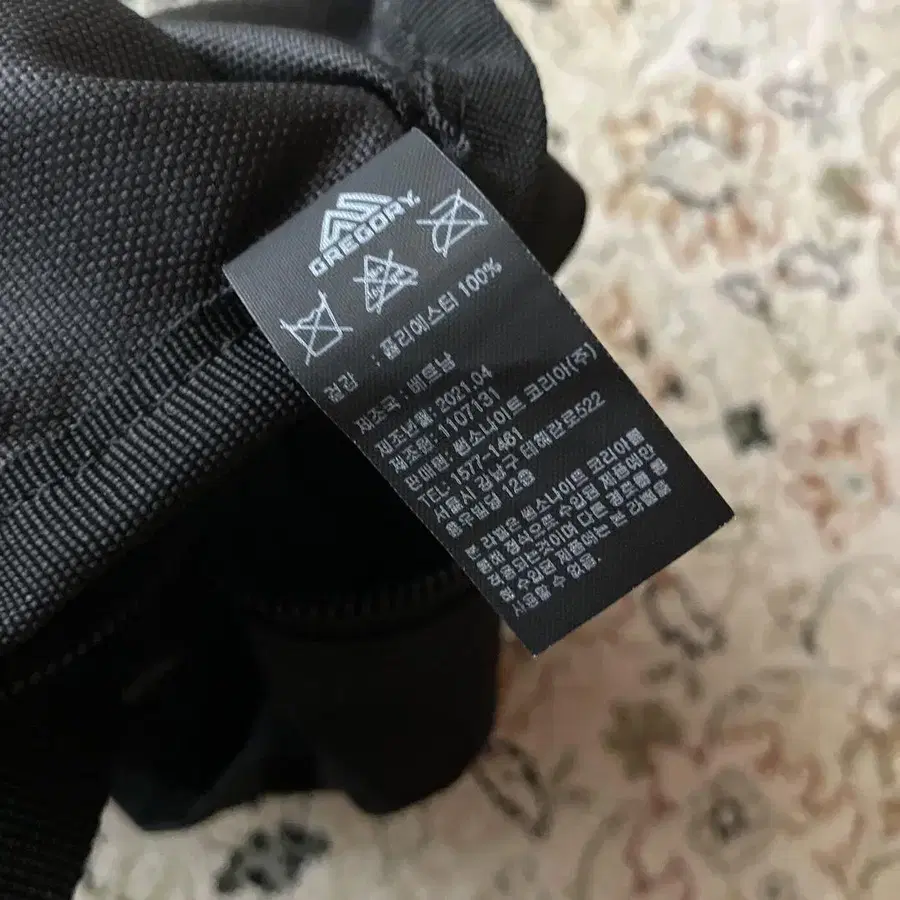 GREGORY
겉감 : 폴리에스터 100%
제조국 : 베트남
제조년월: 2021.04
제조원: 1107131
판매원: 쌤소나이트 코리아(주)
TEL: 1577-1461
서울시 강남구 테헤란로522
홍우빌딩 12층
본 라벨은 쌤소나이트 코리아를
통해 정식으로 수입된 제품에만
적용되는것이며 다른 경로를 통
한 수입된 제품에는 본 라벨을
사용할 수 없음.